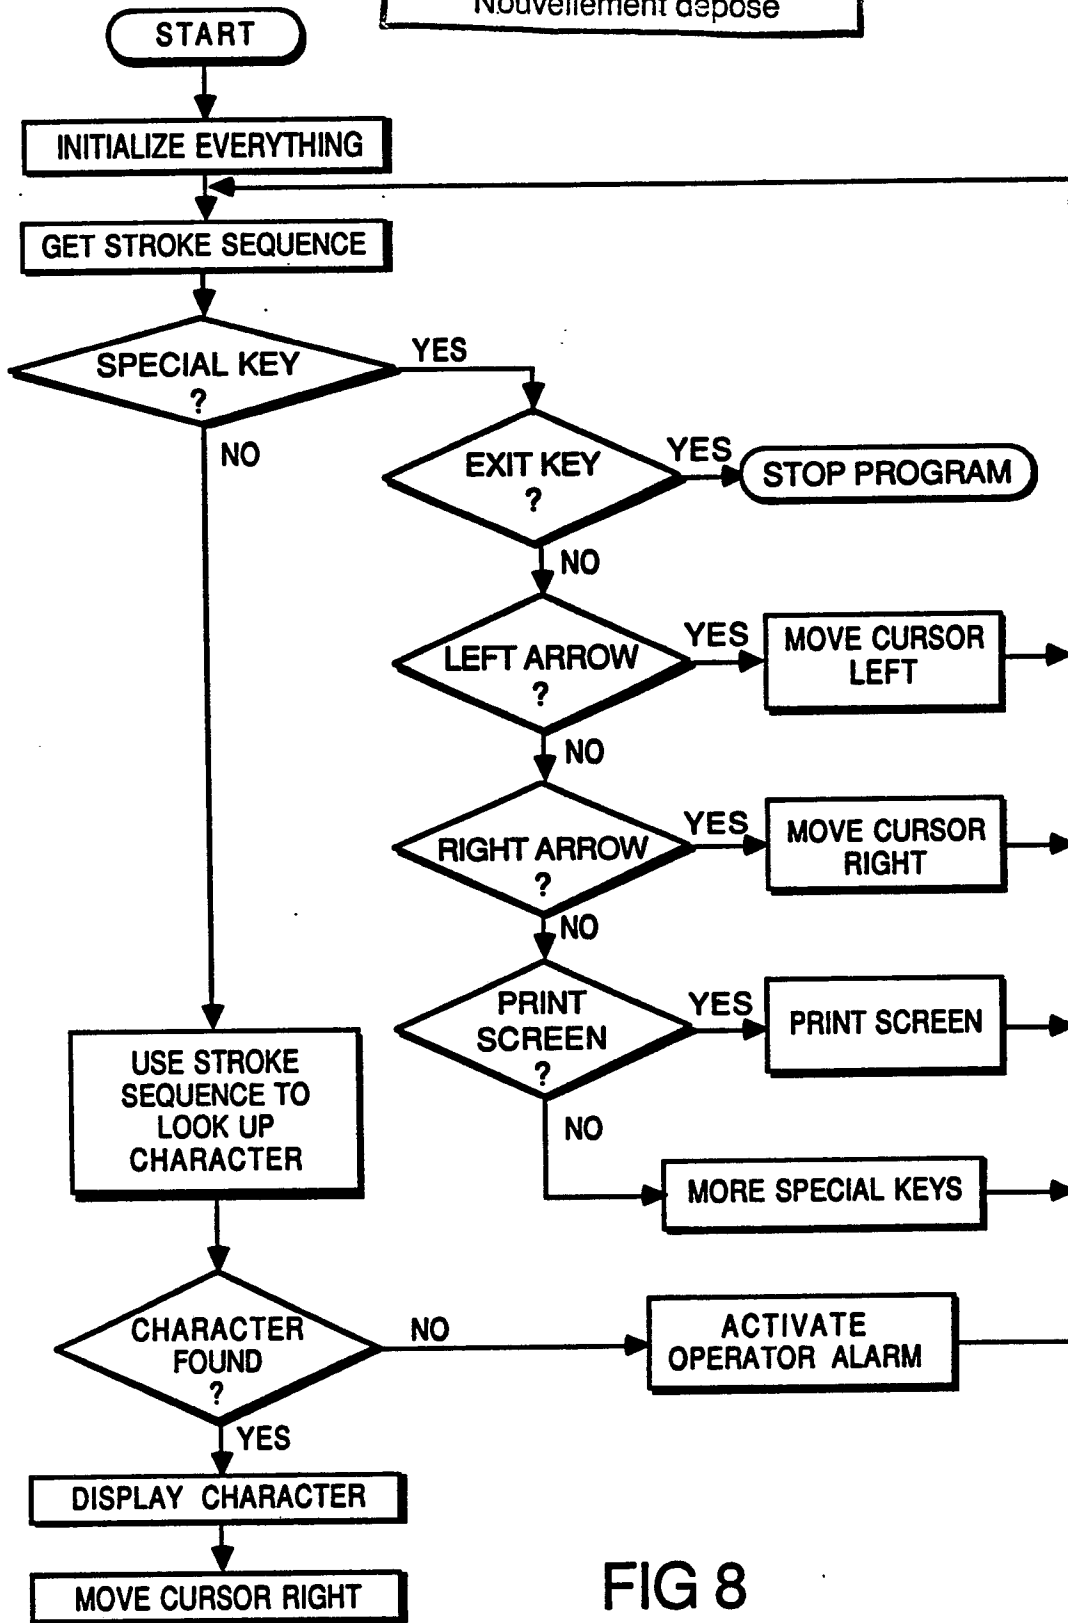 Nouvellement déposé
START
INITIALIZE EVERYTHING
GET STROKE SEQUENCE
SPECIAL KEY
?
YES
NO
EXIT KEY
?
YES
STOP PROGRAM
NO
LEFT ARROW
?
YES
MOVE CURSOR
LEFT
NO
RIGHT ARROW
?
YES
MOVE CURSOR
RIGHT
NO
PRINT
SCREEN
?
YES
PRINT SCREEN
NO
MORE SPECIAL KEYS
USE STROKE
SEQUENCE TO
LOOK UP
CHARACTER
CHARACTER
FOUND
?
NO
ACTIVATE
OPERATOR ALARM
YES
DISPLAY CHARACTER
MOVE CURSOR RIGHT
FIG 8